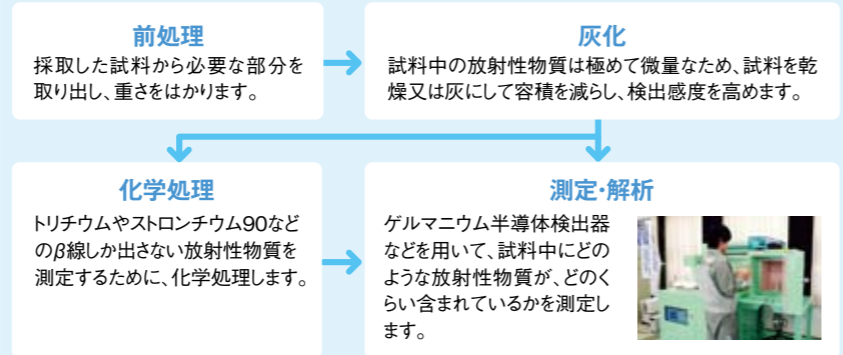 前処理
採取した試料から必要な部分を
取り出し、重さをはかります。
灰化
試料中の放射性物質は極めて微量なため、試料を乾
燥又は灰にして容積を減らし、検出感度を高めます。
化学処理
トリチウムやストロンチウム90など
のβ線しか出さない放射性物質を
測定するために、化学処理します。
測定・解析
ゲルマニウム半導体検出器
などを用いて、試料中にどの
ような放射性物質が、どのく
らい含まれているかを測定し
ます。